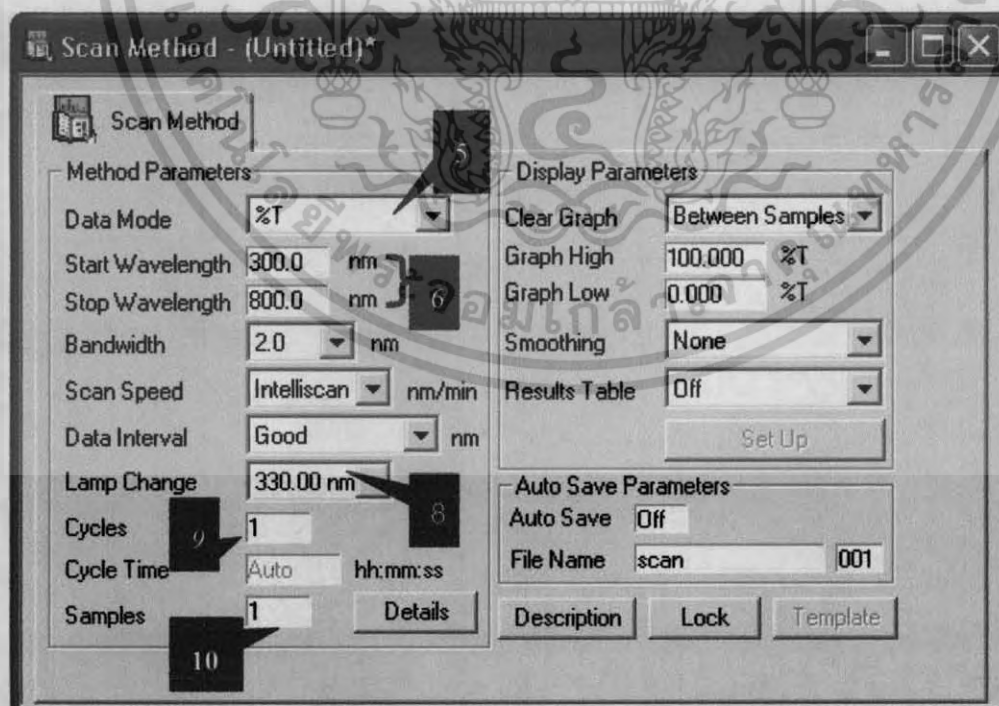 Scan Method - (Untitled)*
Scan Method
Method Parameters
Data Mode %T
5
Start Wavelength 300.0 nm
Stop Wavelength 800.0 nm
6
Bandwidth 2.0 nm
Scan Speed Intelliscan nm/min
Data Interval Good nm
Lamp Change 330.00 nm
8
Cycles 1
9
Cycle Time Auto hh:mm:ss
Samples 1 Details
10
Display Parameters
Clear Graph Between Samples
Graph High 100.000 %T
Graph Low 0.000 %T
Smoothing None
Results Table Off
Set Up
Auto Save Parameters
Auto Save Off
File Name scan 001
Description Lock Template